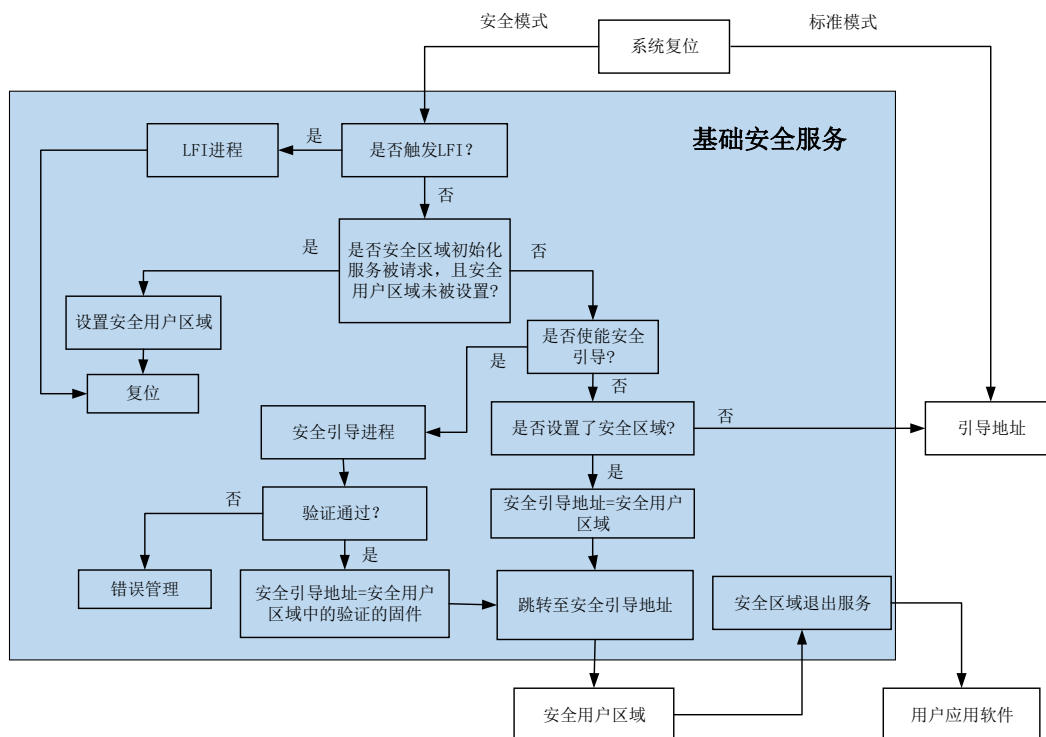 安全模式
系统复位
标准模式
基础安全服务
LFI进程
是
是否触发LFI?
否
是
是否安全区域初始化
服务被请求，且安全
用户区域未被设置?
否
设置安全用户区域
是否使能安全
引导?
是
复位
否
安全引导进程
是否设置了安全区域?
否
引导地址
是
否
验证通过?
安全引导地址=安全用户
区域
是
错误管理
安全引导地址=安全用户
区域中的验证的固件
跳转至安全引导地址
安全区域退出服务
安全用户区域
用户应用软件